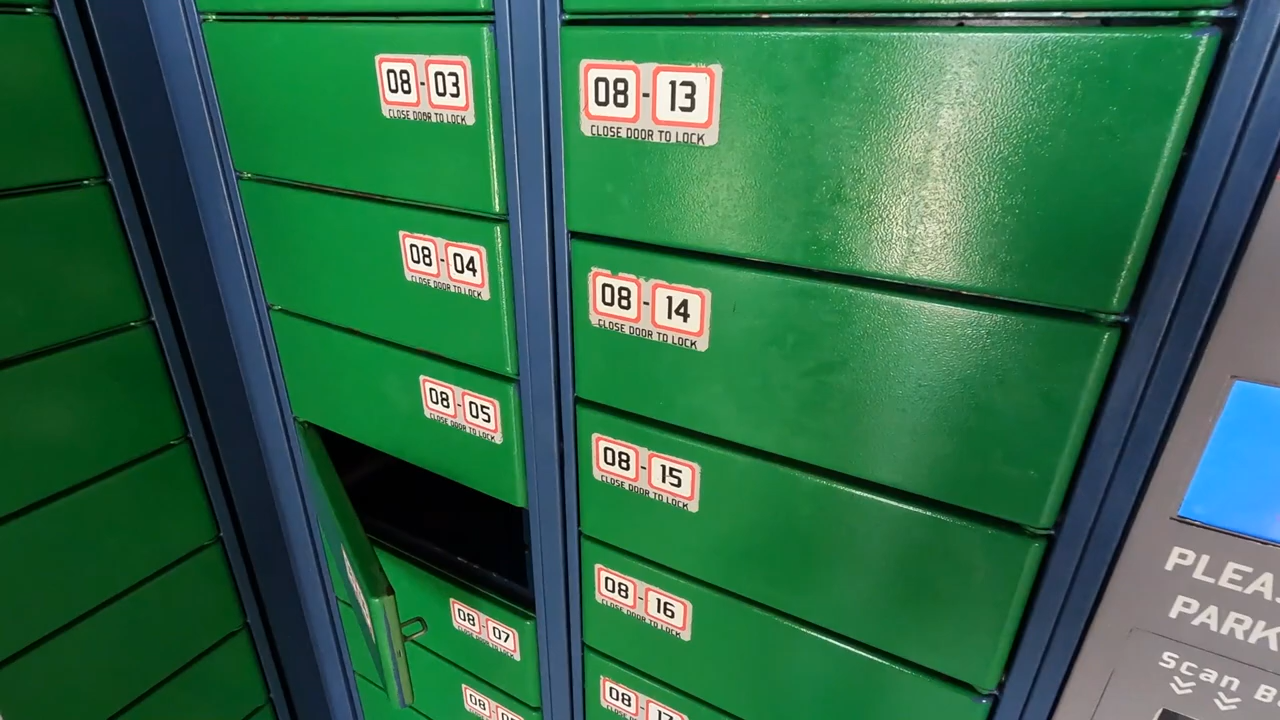 08-03
CLOSE DOOR TO LOCK
08-04
CLOSE DOOR TO LOCK
08-05
CLOSE DOOR TO LOCK
08-07
CLOSE DOOR TO LOCK
08-13
CLOSE DOOR TO LOCK
08-14
CLOSE DOOR TO LOCK
08-15
CLOSE DOOR TO LOCK
08-16
CLOSE DOOR TO LOCK
08-17
PARK
scan